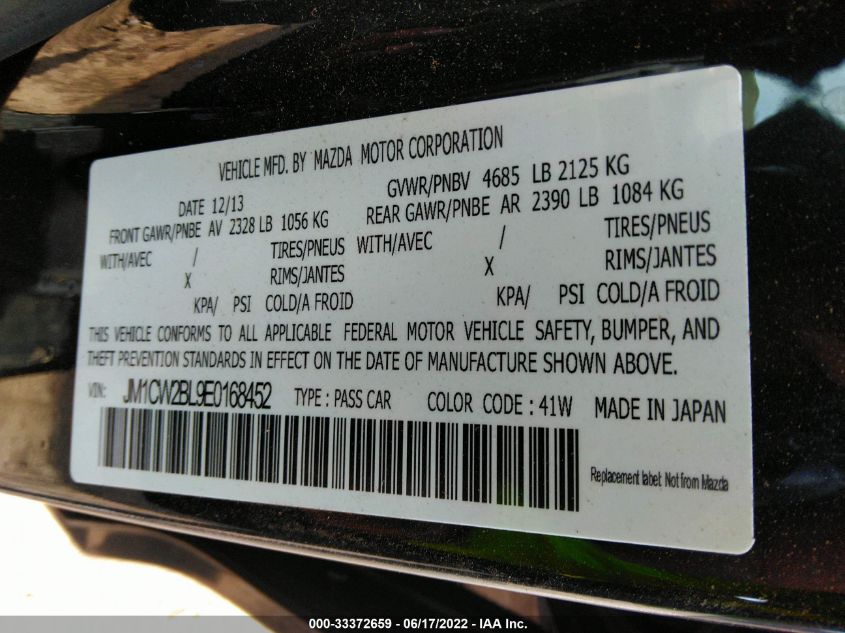 VEHICLE MFD. BY MAZDA MOTOR CORPORATION
DATE 12/13 GVWR/PNBV 4685 LB 2125 KG
FRONT GAWR/PNBE AV 2328 LB 1056 KG REAR GAWR/PNBE AR 2390 LB 1084 KG
WITH/AVEC / TIRES/PNEUS WITH/AVEC / TIRES/PNEUS
X RIMS/JANTES X RIMS/JANTES
KPA/ PSI COLD/A FROID KPA/ PSI COLD/A FROID
THIS VEHICLE CONFORMS TO ALL APPLICABLE FEDERAL MOTOR VEHICLE SAFETY, BUMPER, AND
THEFT PREVENTION STANDARDS IN EFFECT ON THE DATE OF MANUFACTURE SHOWN ABOVE.
VIN: JM1CW2BL9E0168452 TYPE : PASS CAR COLOR CODE : 41W MADE IN JAPAN
Replacement label: Not from Mazda
000-33372659 - 06/17/2022 - IAA Inc.